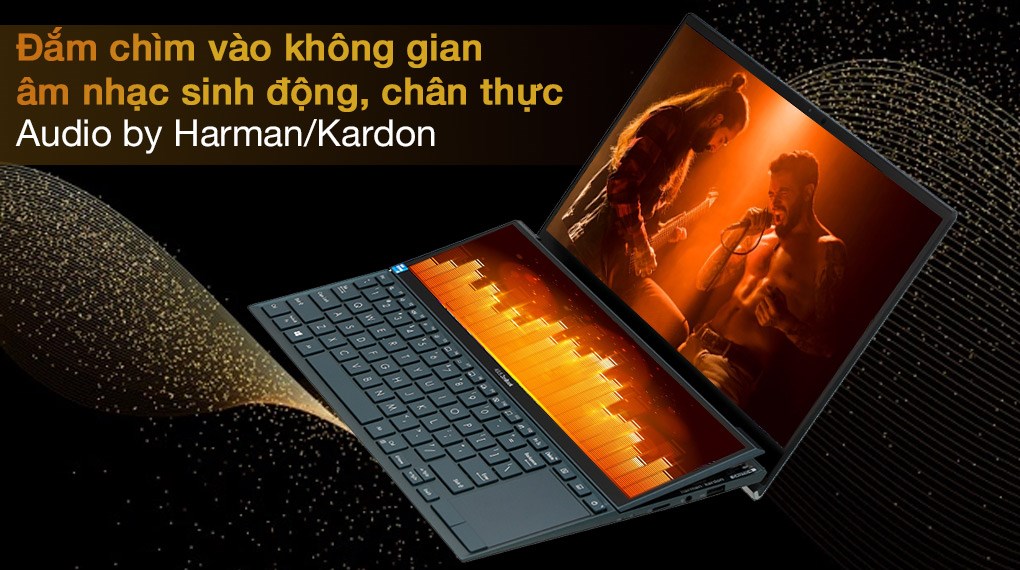 Đắm chìm vào không gian
âm nhạc sinh động, chân thực
Audio by Harman/Kardon